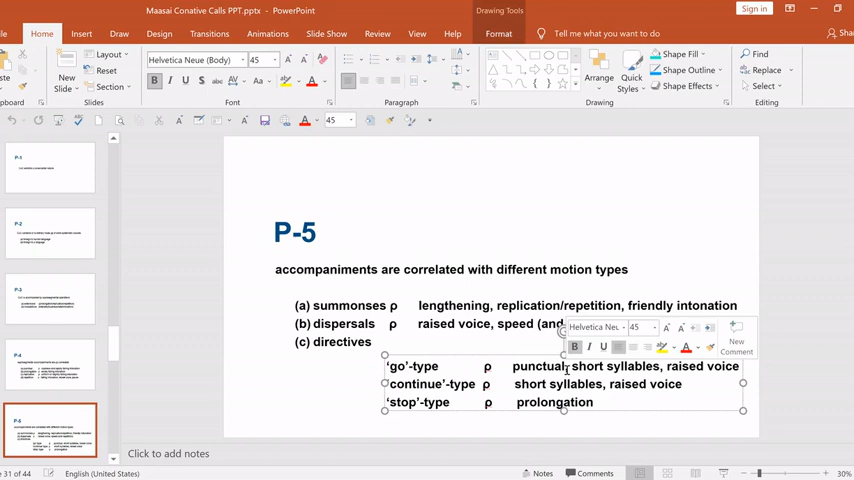 Maasai Conative Calls PPT.pptx - PowerPoint
Drawing Tools
Sign in
Home Insert Draw Design Transitions Animations Slide Show Review View Help Format Tell me what you want to do
New
Slide
Layout
Reset
Section
Helvetica Neue (Body) 45
Arrange
Quick
Styles
Shape Fill
Shape Outline
Shape Effects
Find
Replace
Select
Slides Font Paragraph Drawing Editing
45
P-1
P-2
P-3
P-4
P-5
P-5
accompaniments are correlated with different motion types
(a) summonses ρ lengthening, replication/repetition, friendly intonation
(b) dispersals ρ raised voice, speed (and
(c) directives
‘go’-type ρ punctual, short syllables, raised voice
‘continue’-type ρ short syllables, raised voice
‘stop’-type ρ prolongation
45
New
Comment
Click to add notes
31 of 44 English (United States) Notes Comments 30%